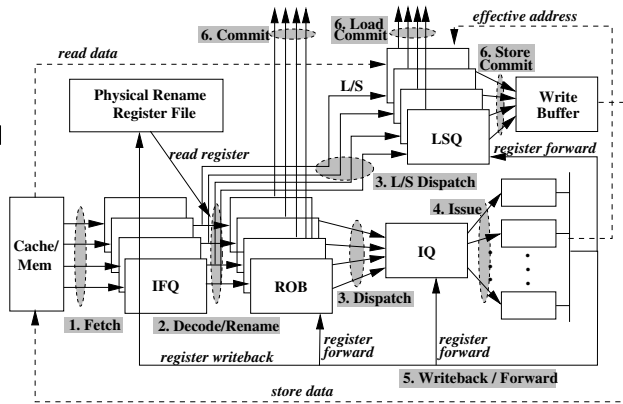 6. Commit
6. Load
Commit
effective address
read data
6. Store
Commit
L/S
Physical Rename
Register File
Write
Buffer
LSQ
read register
register forward
3. L/S Dispatch
4. Issue
Cache/
Mem
IFQ
ROB
IQ
1. Fetch
2. Decode/Rename
3. Dispatch
register writeback
register
forward
register
forward
5. Writeback / Forward
store data